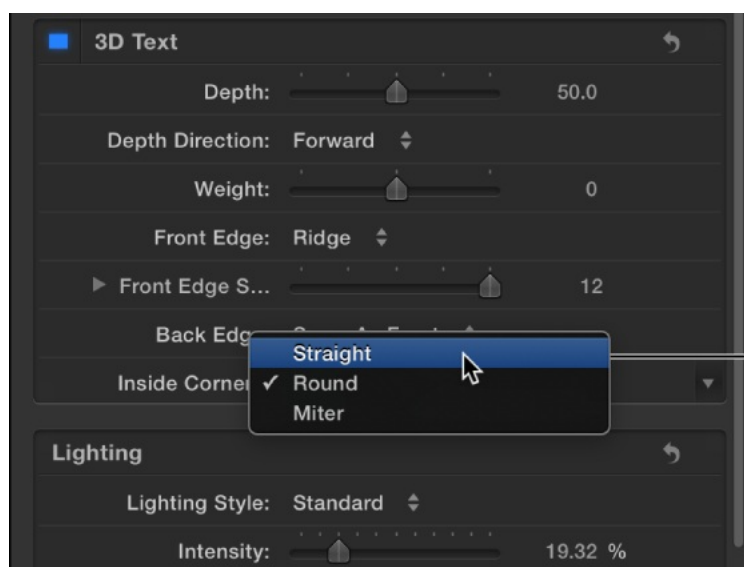 3D Text
Depth: 50.0
Depth Direction: Forward
Weight: 0
Front Edge: Ridge
Front Edge S... 12
Back Edg
Straight
Inside Corner ✓ Round
Miter
Lighting
Lighting Style: Standard
Intensity: 19.32 %